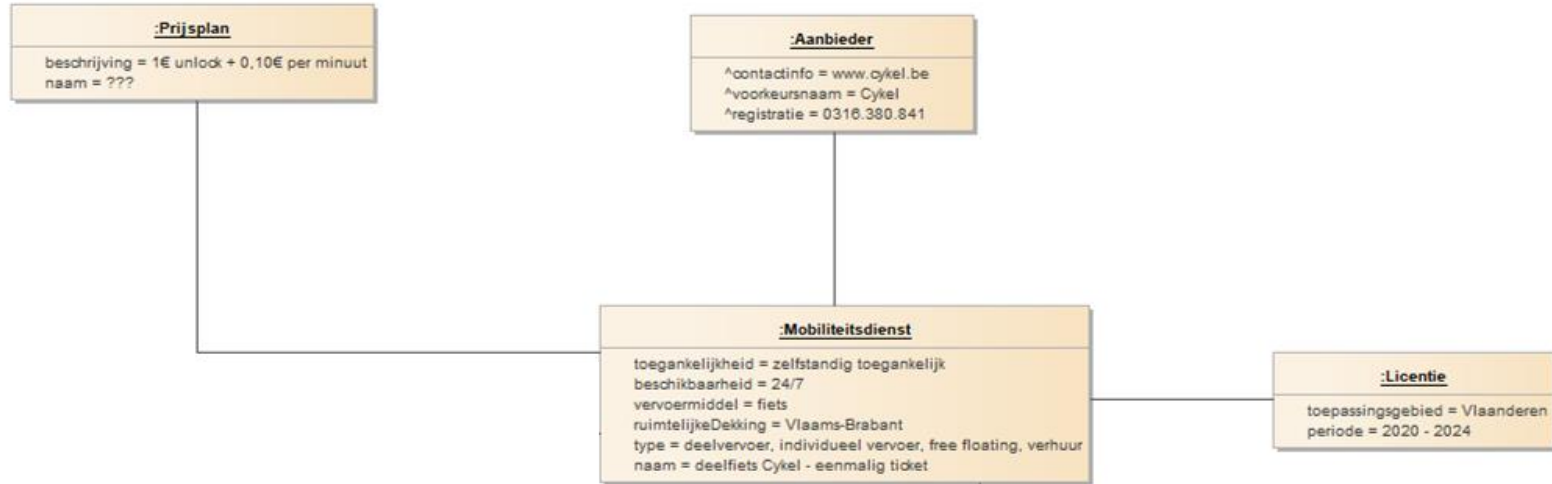 :Prijsplan
beschrijving = 1€ unlock + 0,10€ per minuut
naam = ???
:Aanbieder
^contactinfo = www.cykel.be
^voorkeursnaam = Cykel
^registratie = 0316.380.841
:Mobiliteitsdienst
toegankelijkheid = zelfstandig toegankelijk
beschikbaarheid = 24/7
vervoermiddel = fiets
ruimtelijkeDekking = Vlaams-Brabant
type = deelvervoer, individueel vervoer, free floating, verhuur
naam = deelfiets Cykel - eenmalig ticket
:Licentie
toepassingsgebied = Vlaanderen
periode = 2020 - 2024